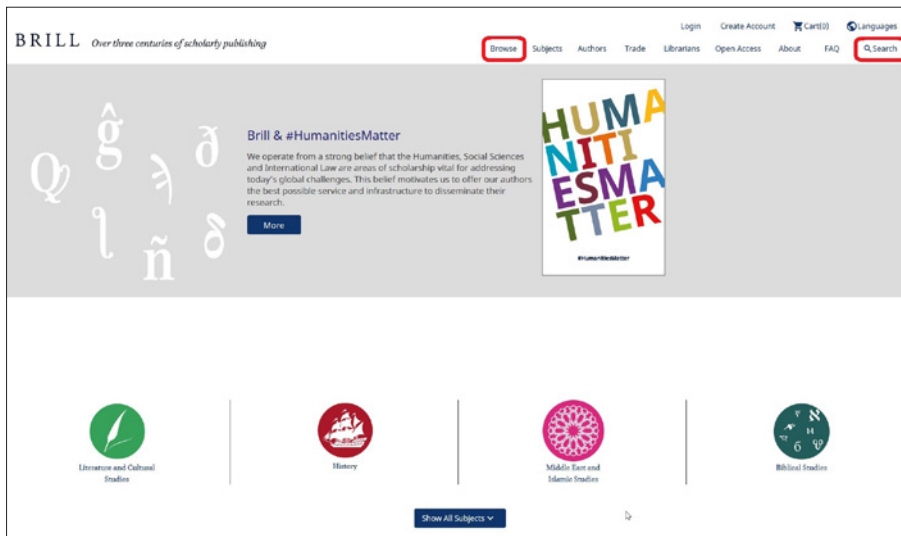 Login Create Account Cart(0) Languages
BRILL Over three centuries of scholarly publishing
Browse Subjects Authors Trade Librarians Open Access About FAQ Search
Brill & #HumanitiesMatter
We operate from a strong belief that the Humanities, Social Sciences
and International Law are areas of scholarship vital for addressing
today's global challenges. This belief motivates us to offer our authors
the best possible service and infrastructure to disseminate their
research.
More
HUMA
NITI
ESMA
TTER
#HumanitiesMatter
Literature and Cultural
Studies
History
Middle East and
Islamic Studies
Biblical Studies
Show All Subjects